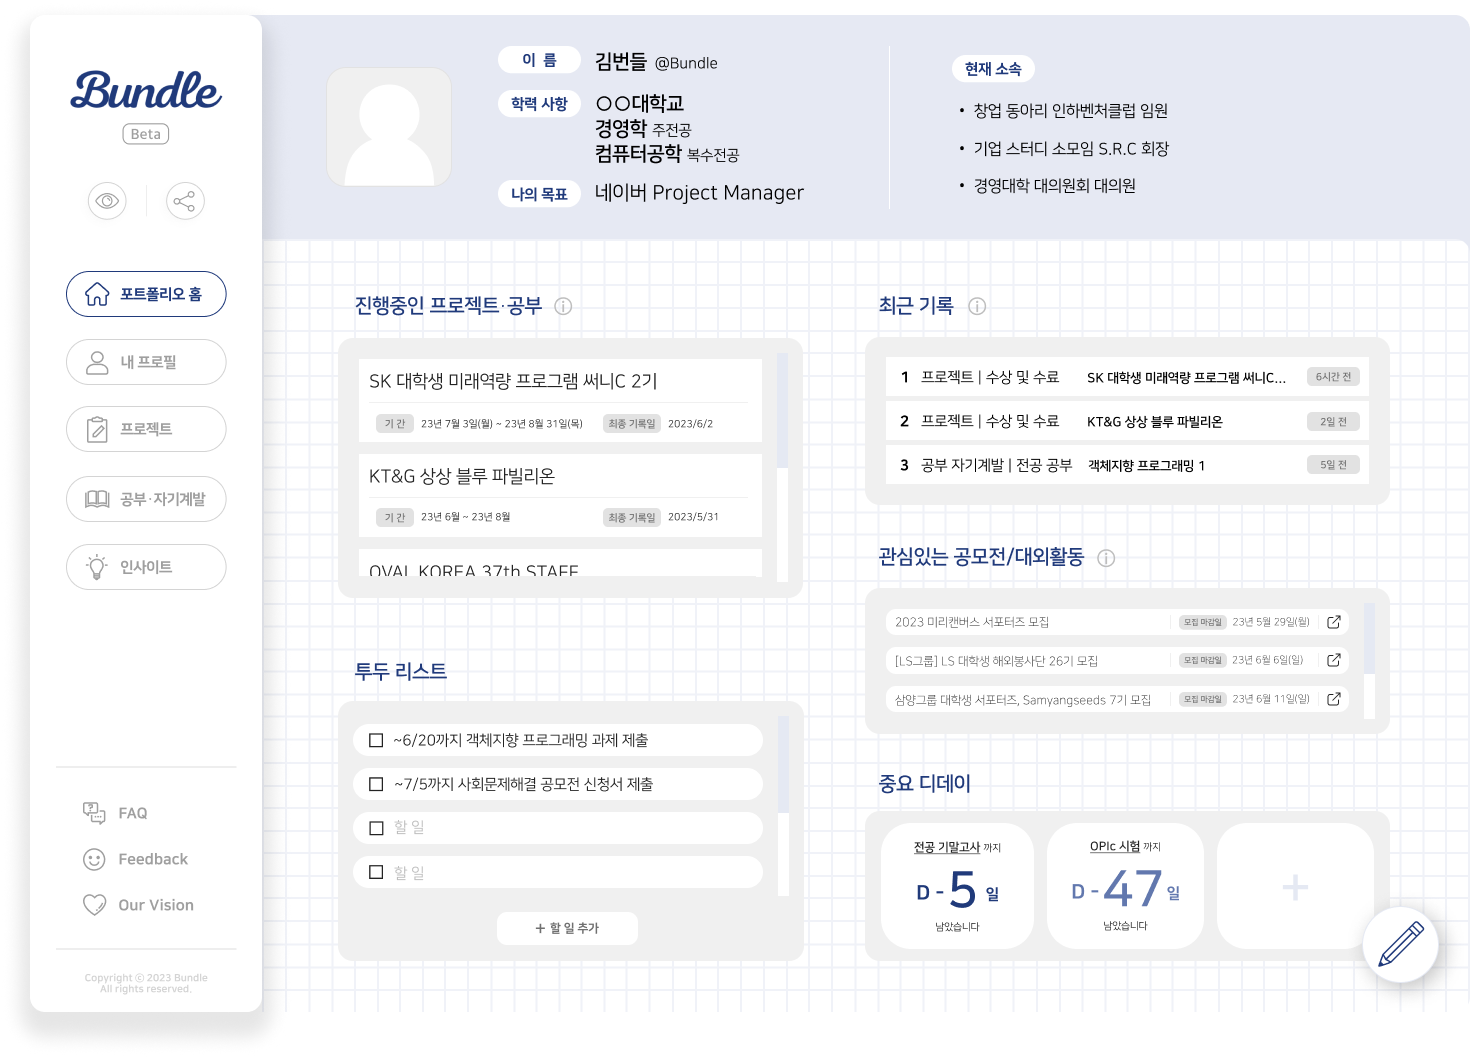 Bundle
Beta
포트폴리오 홈
내 프로필
프로젝트
공부·자기계발
인사이트
FAQ
Feedback
Our Vision
Copyright ⓒ 2023 Bundle
All rights reserved.
이 름
김번들 @Bundle
학력 사항
○○대학교
경영학 주전공
컴퓨터공학 복수전공
나의 목표
네이버 Project Manager
현재 소속
• 창업 동아리 인하벤처클럽 임원
• 기업 스터디 소모임 S.R.C 회장
• 경영대학 대의원회 대의원
진행중인 프로젝트·공부
SK 대학생 미래역량 프로그램 써니C 2기
기 간 23년 7월 3일(월) ~ 23년 8월 31일(목) 최종 기록일 2023/6/2
KT&G 상상 블루 파빌리온
기 간 23년 6월 ~ 23년 8월 최종 기록일 2023/5/31
OVAL KOREA 37th STAFF
투두 리스트
~6/20까지 객체지향 프로그래밍 과제 제출
~7/5까지 사회문제해결 공모전 신청서 제출
할 일
할 일
+ 할 일 추가
최근 기록
1 프로젝트 | 수상 및 수료 SK 대학생 미래역량 프로그램 써니C... 6시간 전
2 프로젝트 | 수상 및 수료 KT&G 상상 블루 파빌리온 2일 전
3 공부 자기계발 | 전공 공부 객체지향 프로그래밍 1 5일 전
관심있는 공모전/대외활동
2023 미리캔버스 서포터즈 모집 모집 마감일 23년 5월 29일(월)
[LS그룹] LS 대학생 해외봉사단 26기 모집 모집 마감일 23년 6월 6일(일)
삼양그룹 대학생 서포터즈, Samyangseeds 7기 모집 모집 마감일 23년 6월 11일(일)
중요 디데이
전공 기말고사 까지
D - 5 일
남았습니다
OPIc 시험 까지
D - 47 일
남았습니다
+